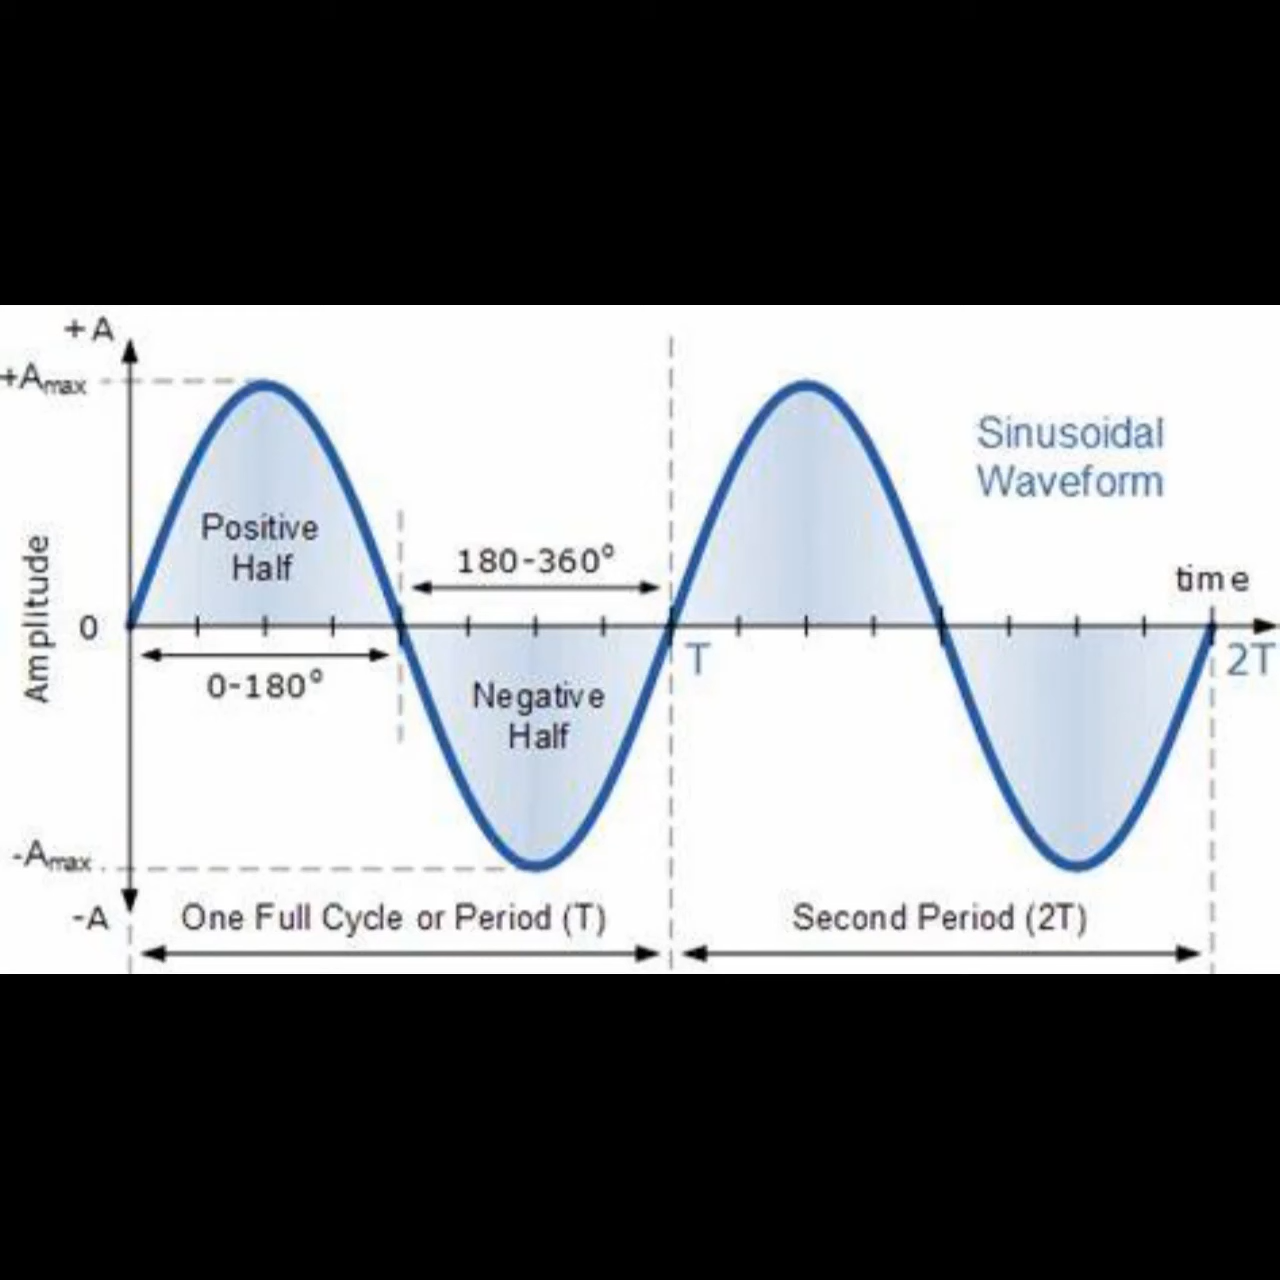 +A
+Amax
Sinusoidal
Waveform
Positive
Half
180-360°
time
Amplitude
0
T
2T
0-180°
Negative
Half
-Amax
-A
One Full Cycle or Period (T)
Second Period (2T)